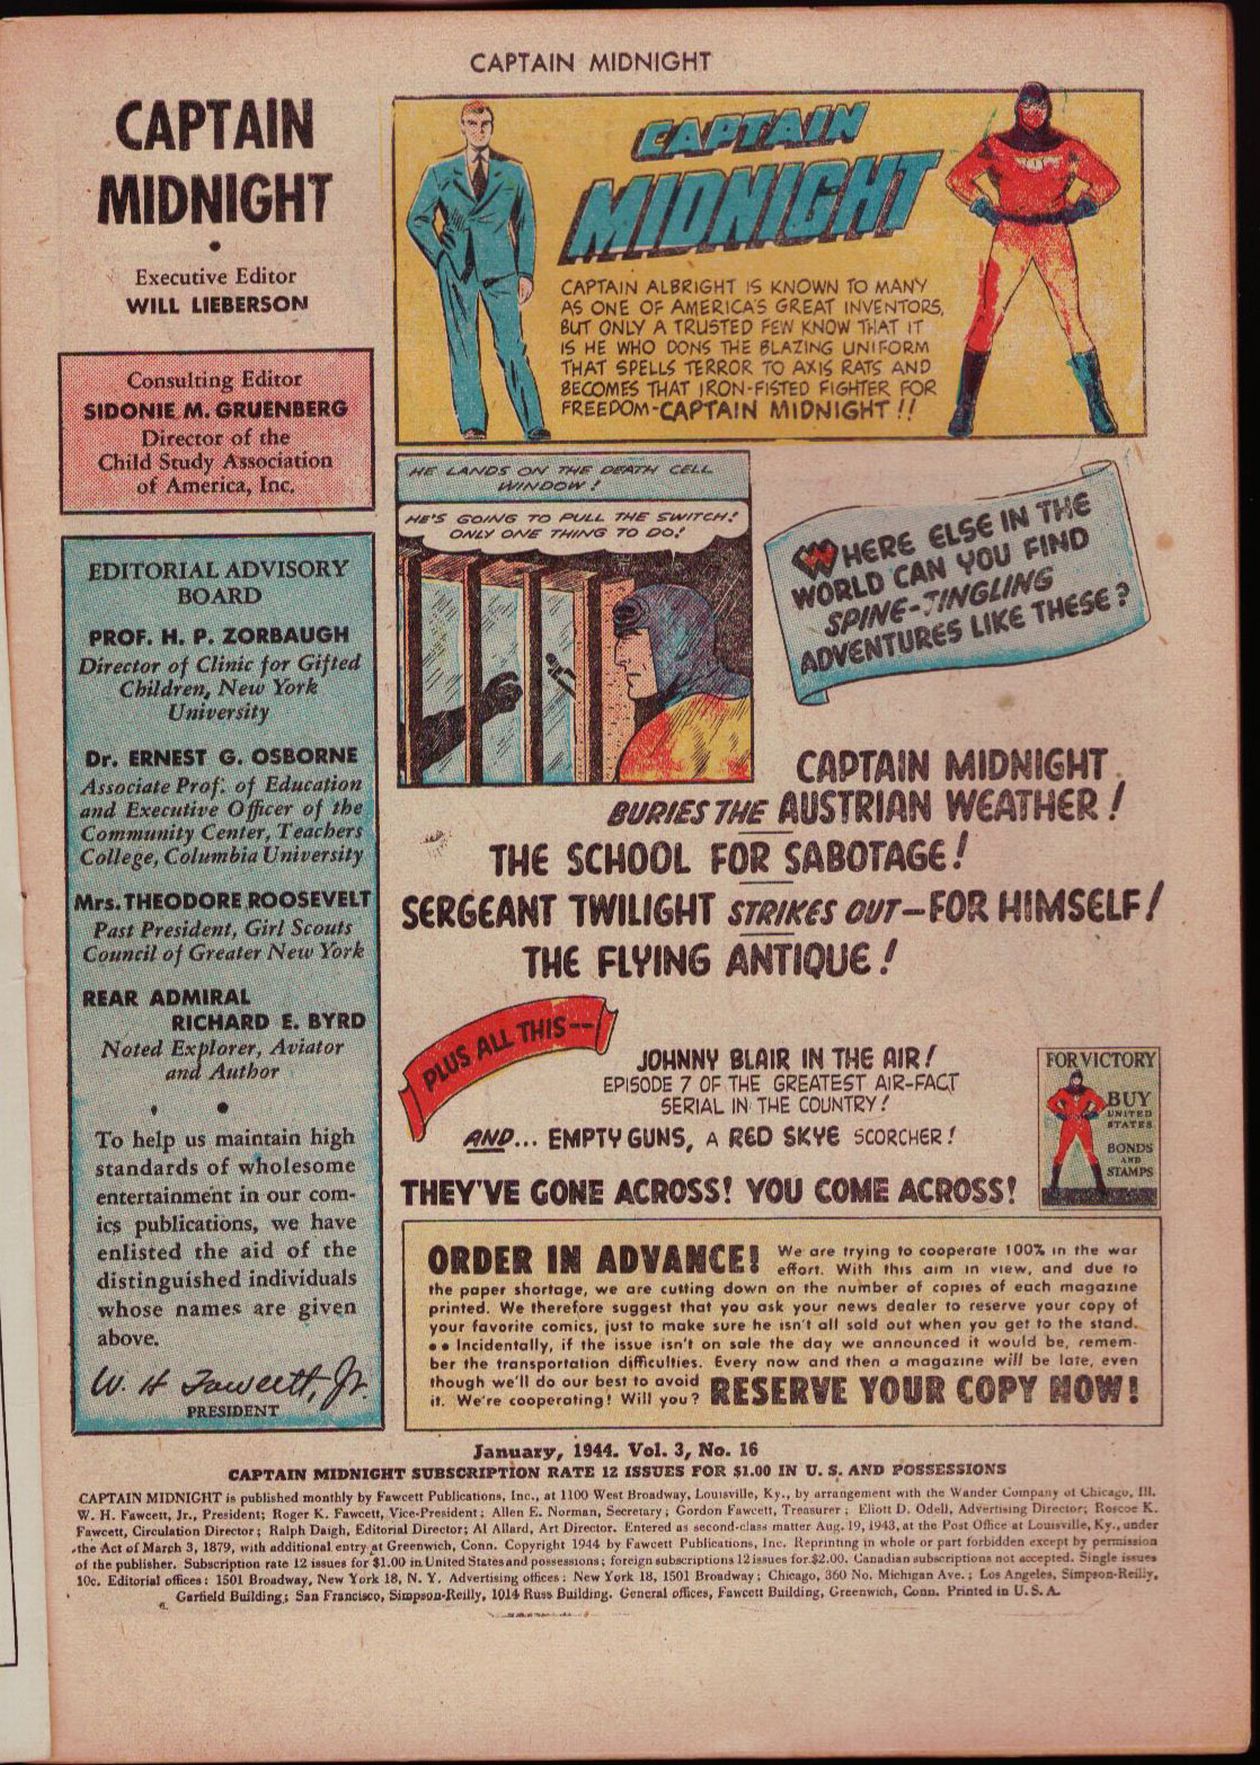 CAPTAIN MIDNIGHT
CAPTAIN
MIDNIGHT
Executive Editor
WILL LIEBERSON
Consulting Editor
SIDONIE M. GRUENBERG
Director of the
Child Study Association
of America, Inc.
EDITORIAL ADVISORY
BOARD
PROF. H. P. ZORBAUGH
Director of Clinic for Gifted
Children, New York
University
Dr. ERNEST G. OSBORNE
Associate Prof. of Education
and Executive Officer of the
Community Center, Teachers
College, Columbia University
Mrs. THEODORE ROOSEVELT
Past President, Girl Scouts
Council of Greater New York
REAR ADMIRAL
RICHARD E. BYRD
Noted Explorer, Aviator
and Author
To help us maintain high
standards of wholesome
entertainment in our com-
ics publications, we have
enlisted the aid of the
distinguished individuals
whose names are given
above.
W. H. Fawcett, Jr.
PRESIDENT
CAPTAIN
MIDNIGHT
CAPTAIN ALBRIGHT IS KNOWN TO MANY
AS ONE OF AMERICA'S GREAT INVENTORS,
BUT ONLY A TRUSTED FEW KNOW THAT IT
IS HE WHO DONS THE BLAZING UNIFORM
THAT SPELLS TERROR TO AXIS RATS AND
BECOMES THAT IRON-FISTED FIGHTER FOR
FREEDOM-CAPTAIN MIDNIGHT!!
HE LANDS ON THE DEATH CELL
WINDOW!
HE'S GOING TO PULL THE SWITCH!
ONLY ONE THING TO DO!
WHERE ELSE IN THE
WORLD CAN YOU FIND
SPINE-TINGLING
ADVENTURES LIKE THESE?
CAPTAIN MIDNIGHT
BURIES THE AUSTRIAN WEATHER!
THE SCHOOL FOR SABOTAGE!
SERGEANT TWILIGHT STRIKES OUT-FOR HIMSELF!
THE FLYING ANTIQUE!
PLUS ALL THIS--
JOHNNY BLAIR IN THE AIR!
EPISODE 7 OF THE GREATEST AIR-FACT
SERIAL IN THE COUNTRY!
AND... EMPTY GUNS, A RED SKYE SCORCHER!
THEY'VE GONE ACROSS! YOU COME ACROSS!
FOR VICTORY
BUY
UNITED
STATES
BONDS
AND
STAMPS
ORDER IN ADVANCE! We are trying to cooperate 100% in the war
effort. With this aim in view, and due to
the paper shortage, we are cutting down on the number of copies of each magazine
printed. We therefore suggest that you ask your news dealer to reserve your copy of
your favorite comics, just to make sure he isn't all sold out when you get to the stand.
•• Incidentally, if the issue isn't on sale the day we announced it would be, remem-
ber the transportation difficulties. Every now and then a magazine will be late, even
though we'll do our best to avoid
it. We're cooperating! Will you? RESERVE YOUR COPY NOW!
January, 1944. Vol. 3, No. 16
CAPTAIN MIDNIGHT SUBSCRIPTION RATE 12 ISSUES FOR $1.00 IN U. S. AND POSSESSIONS
CAPTAIN MIDNIGHT is published monthly by Fawcett Publications, Inc., at 1100 West Broadway, Louisville, Ky., by arrangement with the Wander Company of Chicago, Ill.
W. H. Fawcett, Jr., President; Roger K. Fawcett, Vice-President; Allen E. Norman, Secretary; Gordon Fawcett, Treasurer; Eliott D. Odell, Advertising Director; Roscoe K.
Fawcett, Circulation Director; Ralph Daigh, Editorial Director; Al Allard, Art Director. Entered as second-class matter Aug. 19, 1943, at the Post Office at Louisville, Ky., under
the Act of March 3, 1879, with additional entry at Greenwich, Conn. Copyright 1944 by Fawcett Publications, Inc. Reprinting in whole or part forbidden except by permission
of the publisher. Subscription rate 12 issues for $1.00 in United States and possessions; foreign subscriptions 12 issues for $2.00. Canadian subscriptions not accepted. Single issues
10c. Editorial offices: 1501 Broadway, New York 18, N. Y. Advertising offices: New York 18, 1501 Broadway; Chicago, 360 No. Michigan Ave.; Los Angeles, Simpson-Reilly,
Garfield Building; San Francisco, Simpson-Reilly, 1014 Russ Building. General offices, Fawcett Building, Greenwich, Conn. Printed in U. S. A.